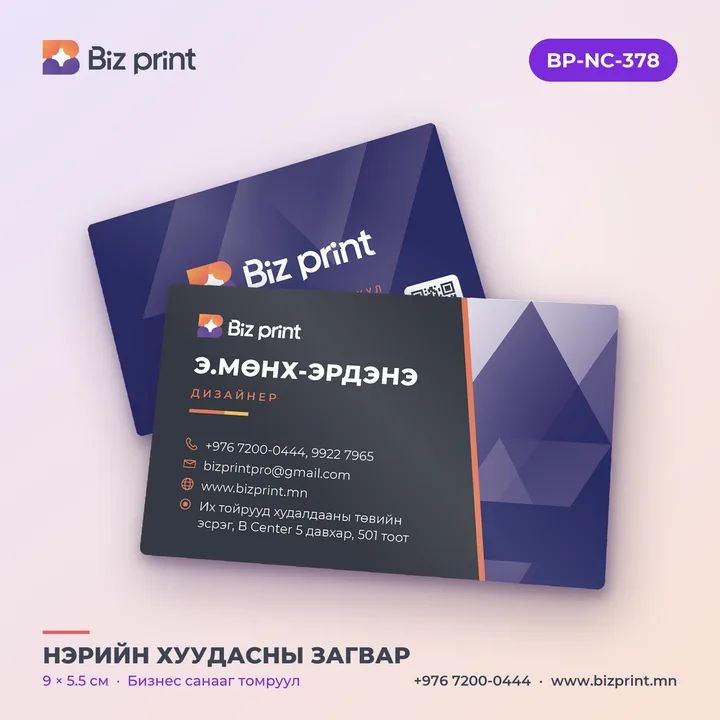 Biz print
BP-NC-378
Biz print
Biz print
Э.МӨНХ-ЭРДЭНЭ
ДИЗАЙНЕР
+976 7200-0444, 9922 7965
bizprintpro@gmail.com
www.bizprint.mn
Их тойрууд худалдааны төвийн
эсрэг, B Center 5 давхар, 501 тоот
НЭРИЙН ХУУДАСНЫ ЗАГВАР
9 × 5.5 см · Бизнес санааг томруул
+976 7200-0444 · www.bizprint.mn